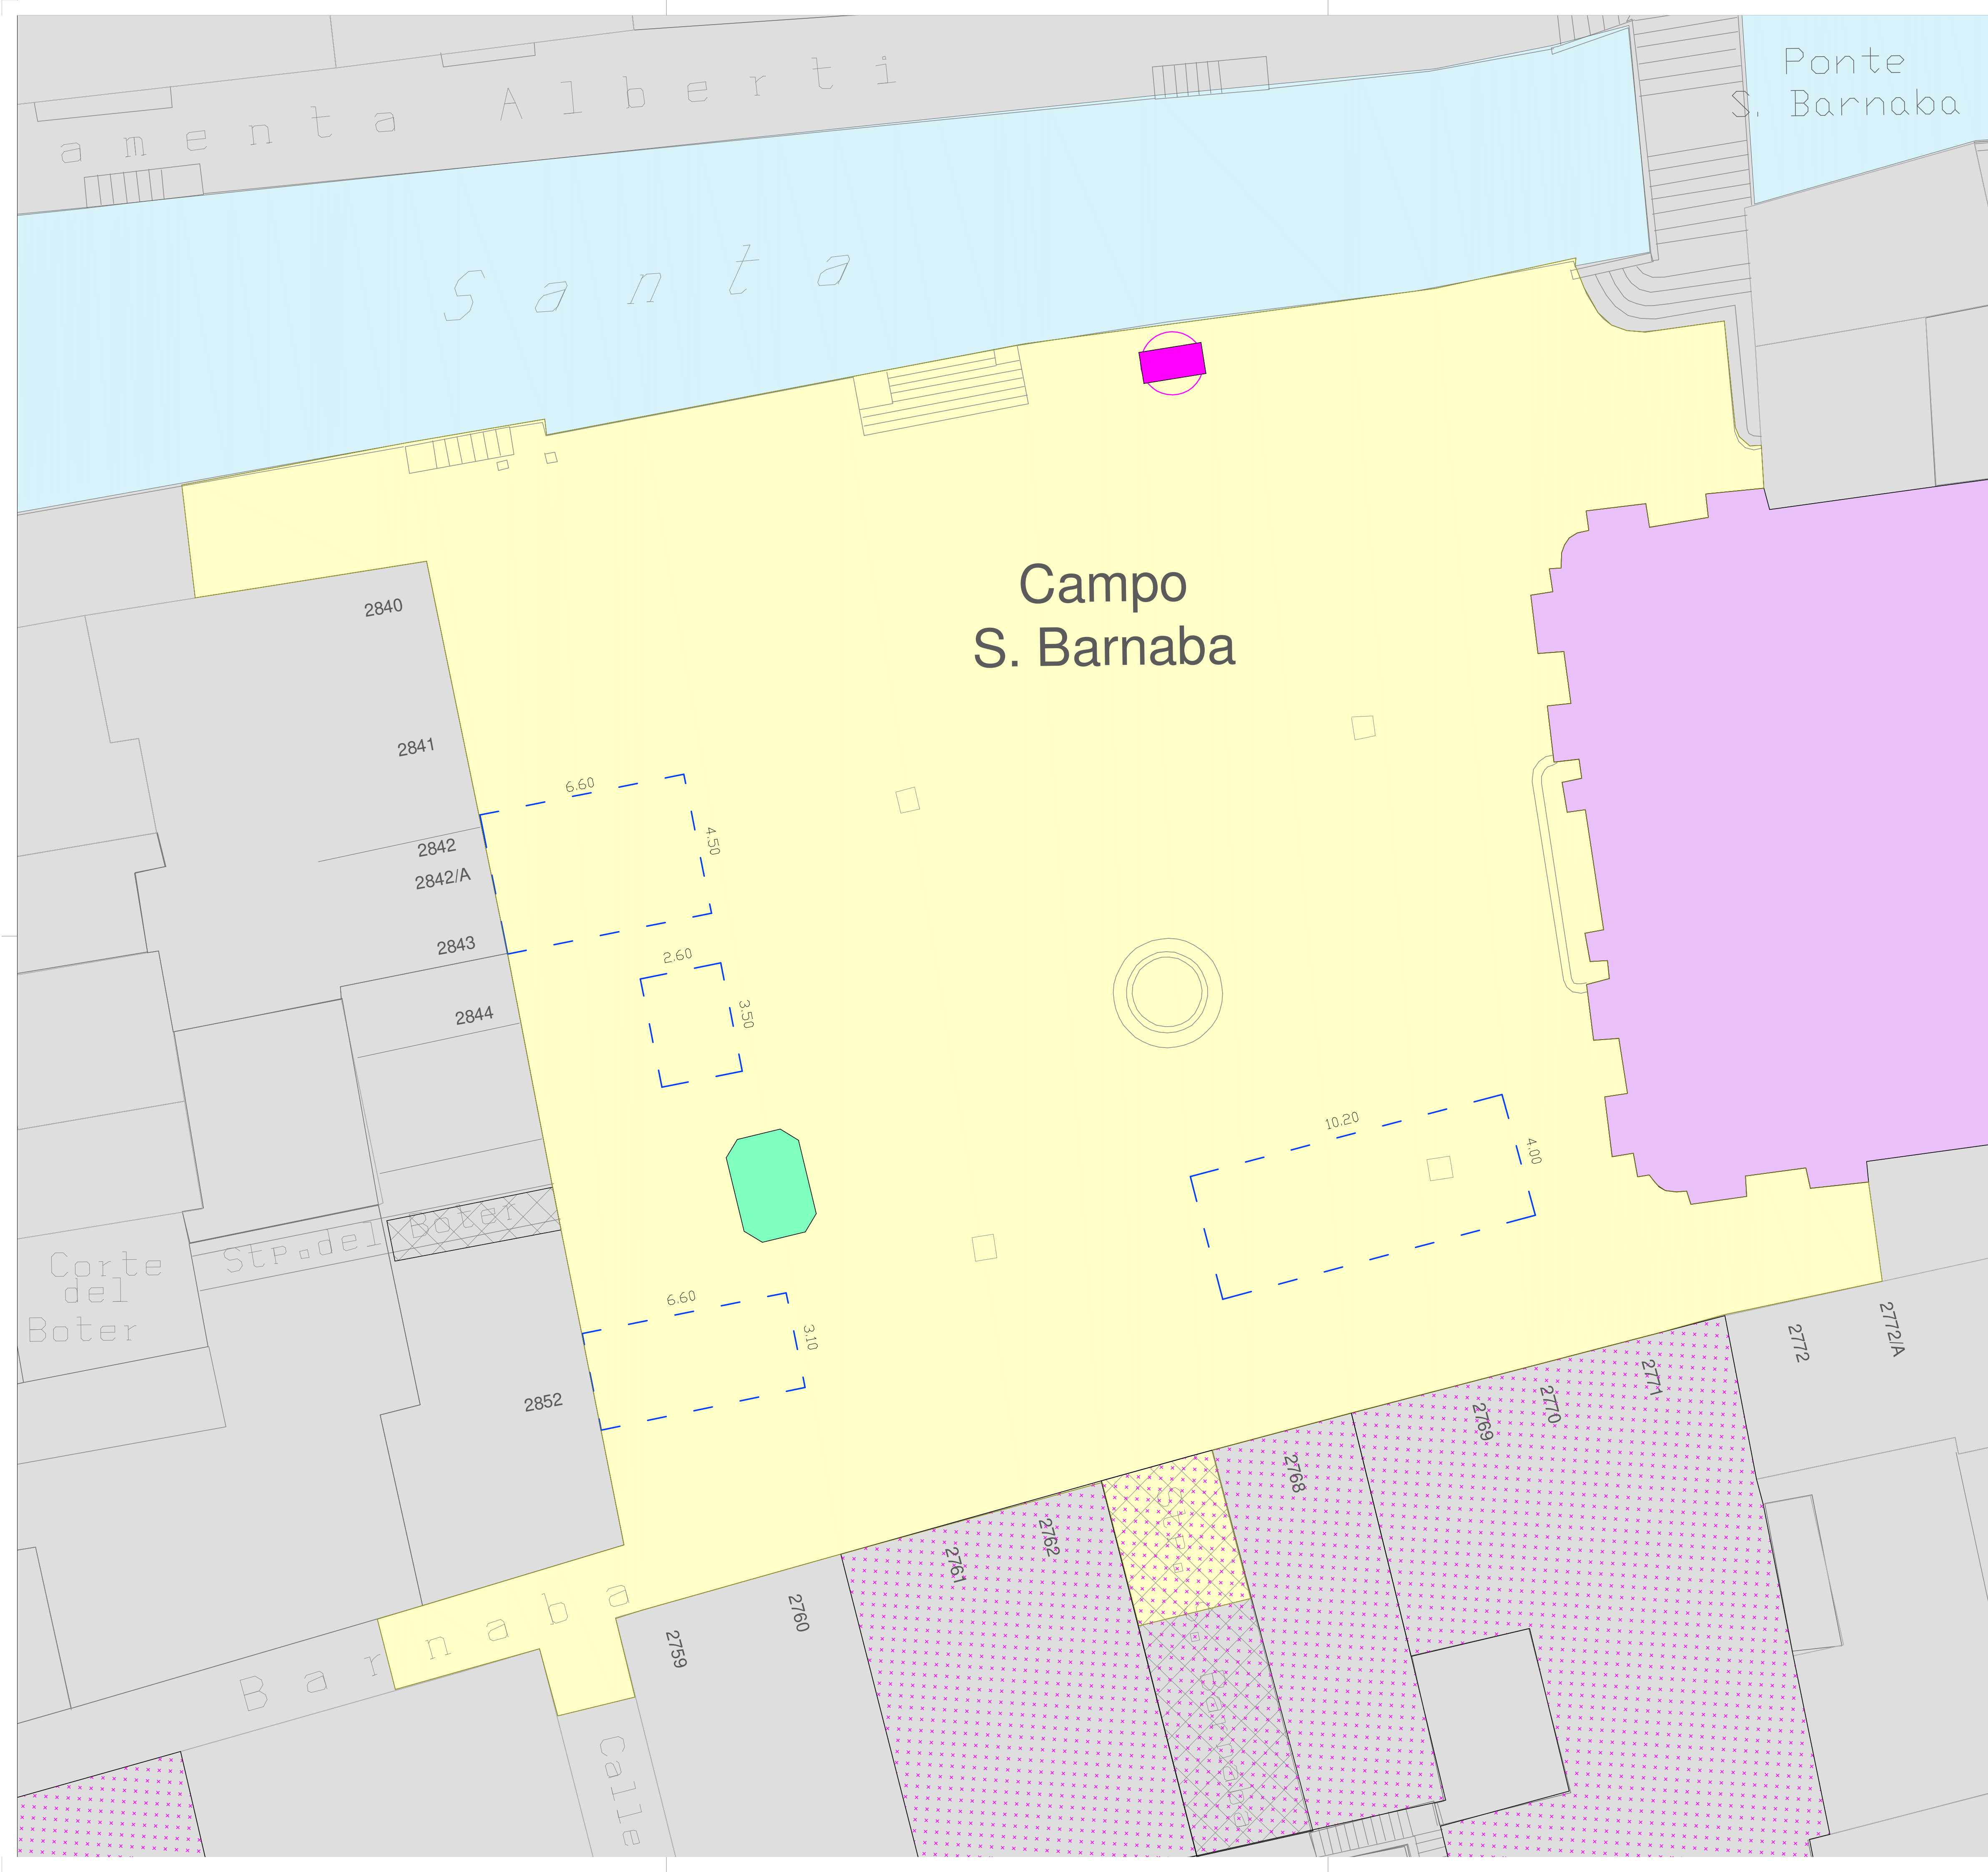 Ponte
S. Barnaba
amenta Alberti
Santa
Campo
S. Barnaba
2840
2841
6.60
4.50
2842
2842/A
2843
2.60
3.50
2844
10.20
4.00
Str.del Boter
Corte
del
Boter
6.60
3.10
2852
2772/A
2772
2771
2770
2769
2768
2762
2761
2760
2759
Barnaba
Calle